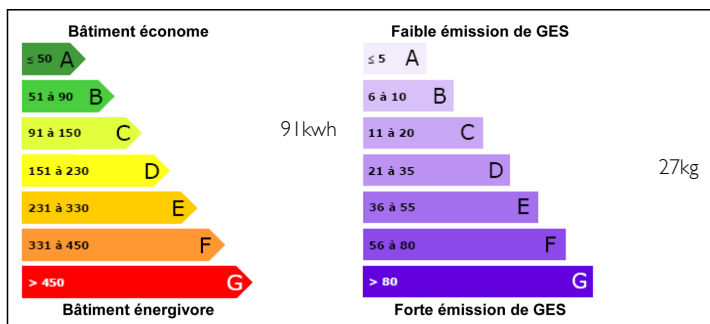 Bâtiment économe
≤ 50 A
51 à 90 B
91 à 150 C
91kwh
151 à 230 D
231 à 330 E
331 à 450 F
> 450 G
Bâtiment énergivore
Faible émission de GES
≤ 5 A
6 à 10 B
11 à 20 C
21 à 35 D
27kg
36 à 55 E
56 à 80 F
> 80 G
Forte émission de GES